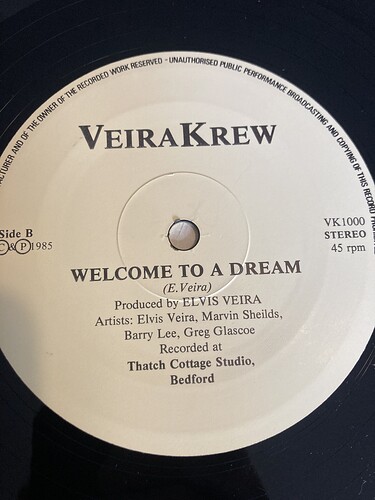 FACTURER AND OF THE OWNER OF THE RECORDED WORK RESERVED - UNAUTHORISED PUBLIC PERFORMANCE BROADCASTING AND COPYING OF THIS RECORD
VEIRAKREW
Side B
Ⓒ & Ⓟ 1985
VK1000
STEREO
45 rpm
WELCOME TO A DREAM
(E.Veira)
Produced by ELVIS VEIRA
Artists: Elvis Veira, Marvin Sheilds,
Barry Lee, Greg Glascoe
Recorded at
Thatch Cottage Studio,
Bedford